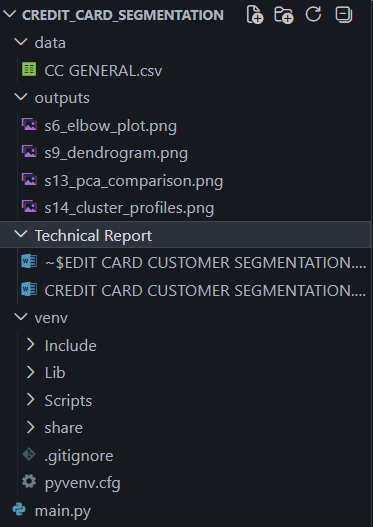 CREDIT_CARD_SEGMENTATION
data
CC GENERAL.csv
outputs
s6_elbow_plot.png
s9_dendrogram.png
s13_pca_comparison.png
s14_cluster_profiles.png
Technical Report
~$EDIT CARD CUSTOMER SEGMENTATION....
CREDIT CARD CUSTOMER SEGMENTATION....
venv
Include
Lib
Scripts
share
.gitignore
pyvenv.cfg
main.py